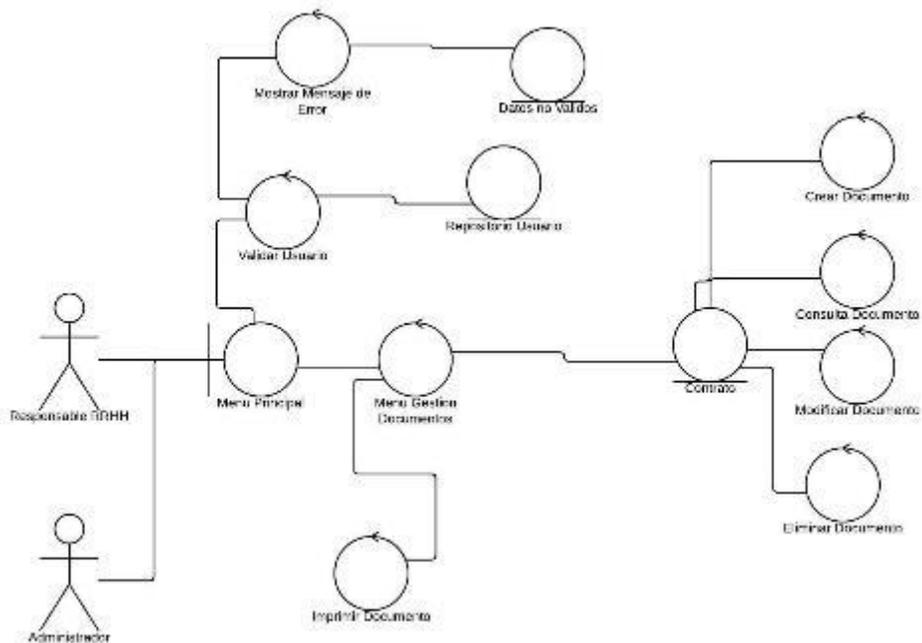 Mostrar Mensaje de
Error
Datos no Validos
Crear Documento
Validar Usuario
Repositorio Usuario
Consulta Documento
Responsable RRHH
Menu Principal
Menu Gestion
Documentos
Contrato
Modificar Documento
Eliminar Documento
Imprimir Documento
Administrador